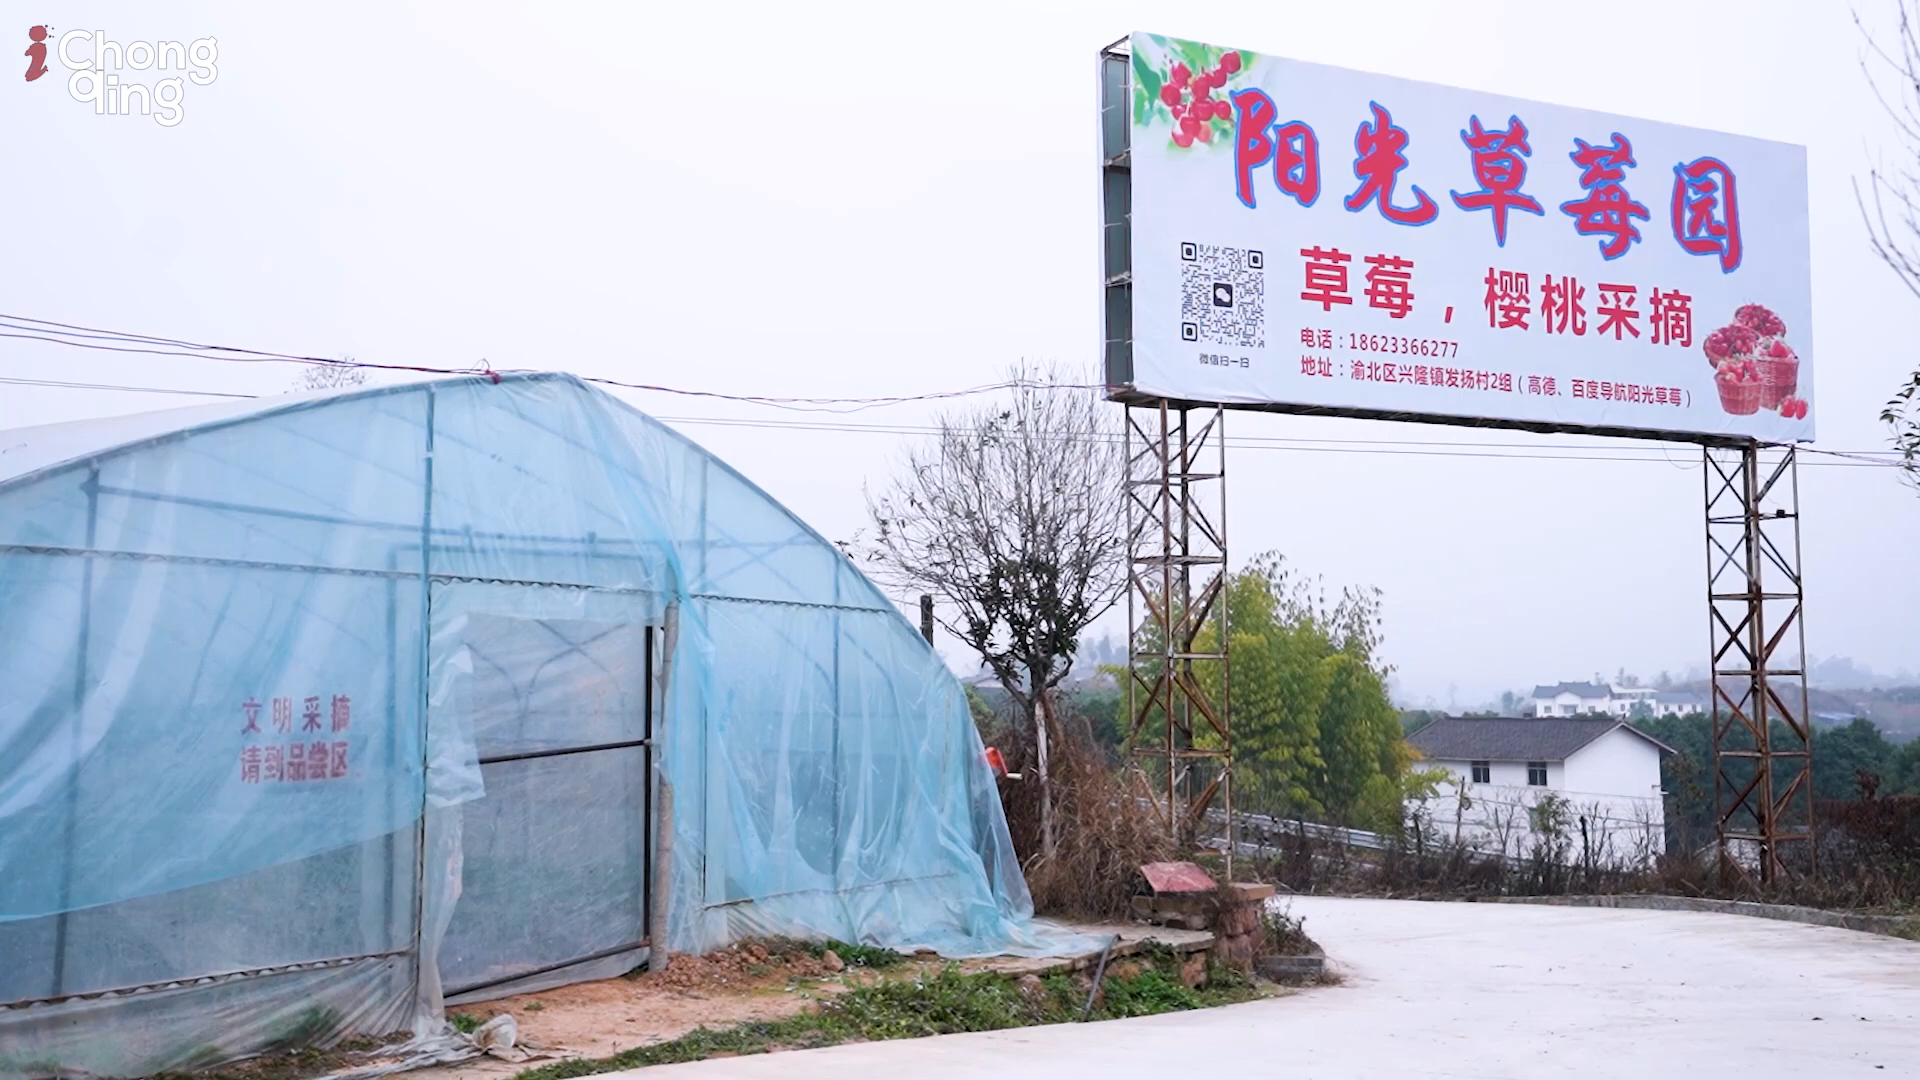 iChong
qing
阳光草莓园
草莓，樱桃采摘
电话：18623366277
地址：渝北区兴隆镇发扬村2组（高德、百度导航阳光草莓）
微信扫一扫
文明采摘
请到品尝区